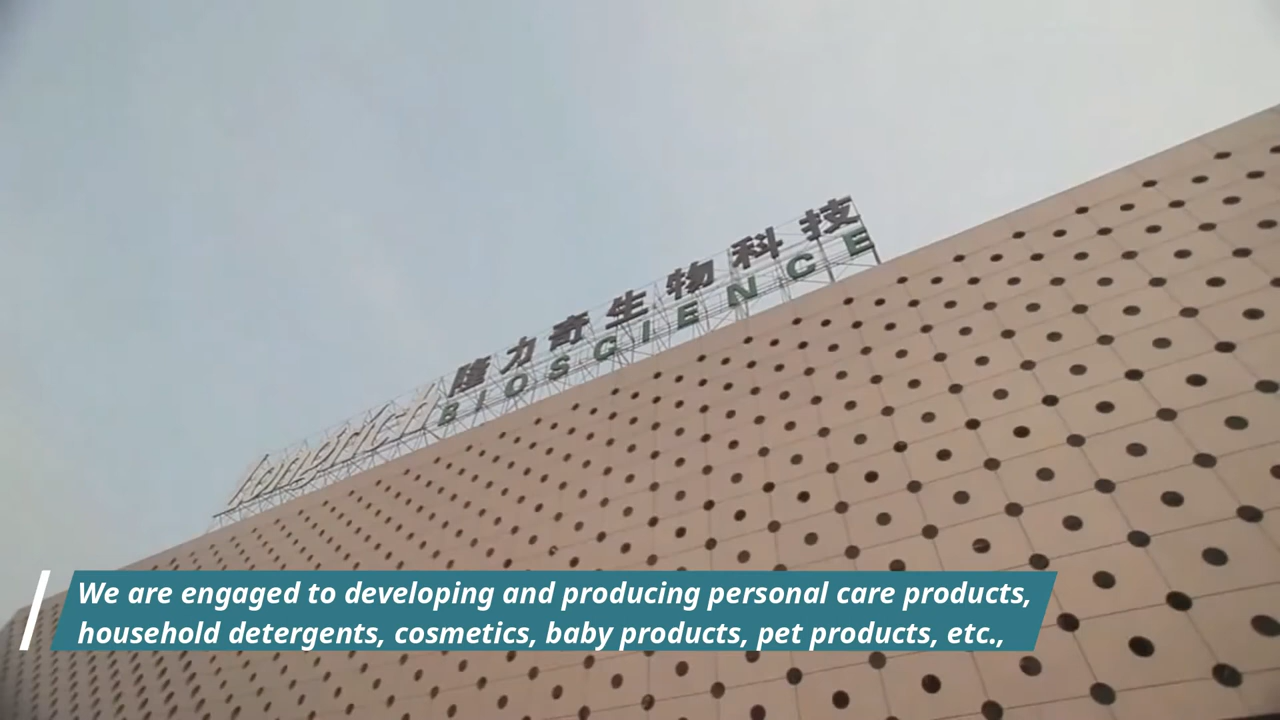 longrich
隆力奇生物科技
BIOSCIENCE
We are engaged to developing and producing personal care products,
household detergents, cosmetics, baby products, pet products, etc.,